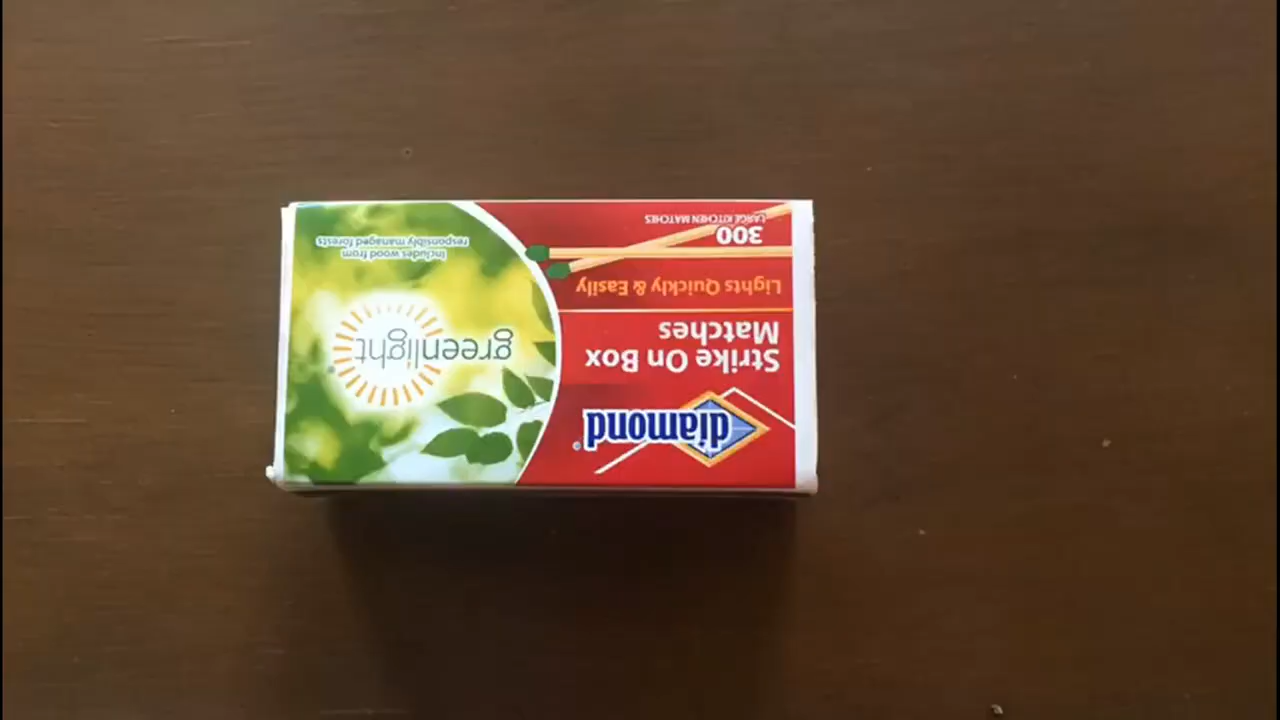 diamond®
Strike On Box
Matches
Lights Quickly & Easily
300
LARGE KITCHEN MATCHES
greenlight®
Includes wood from
responsibly managed forests